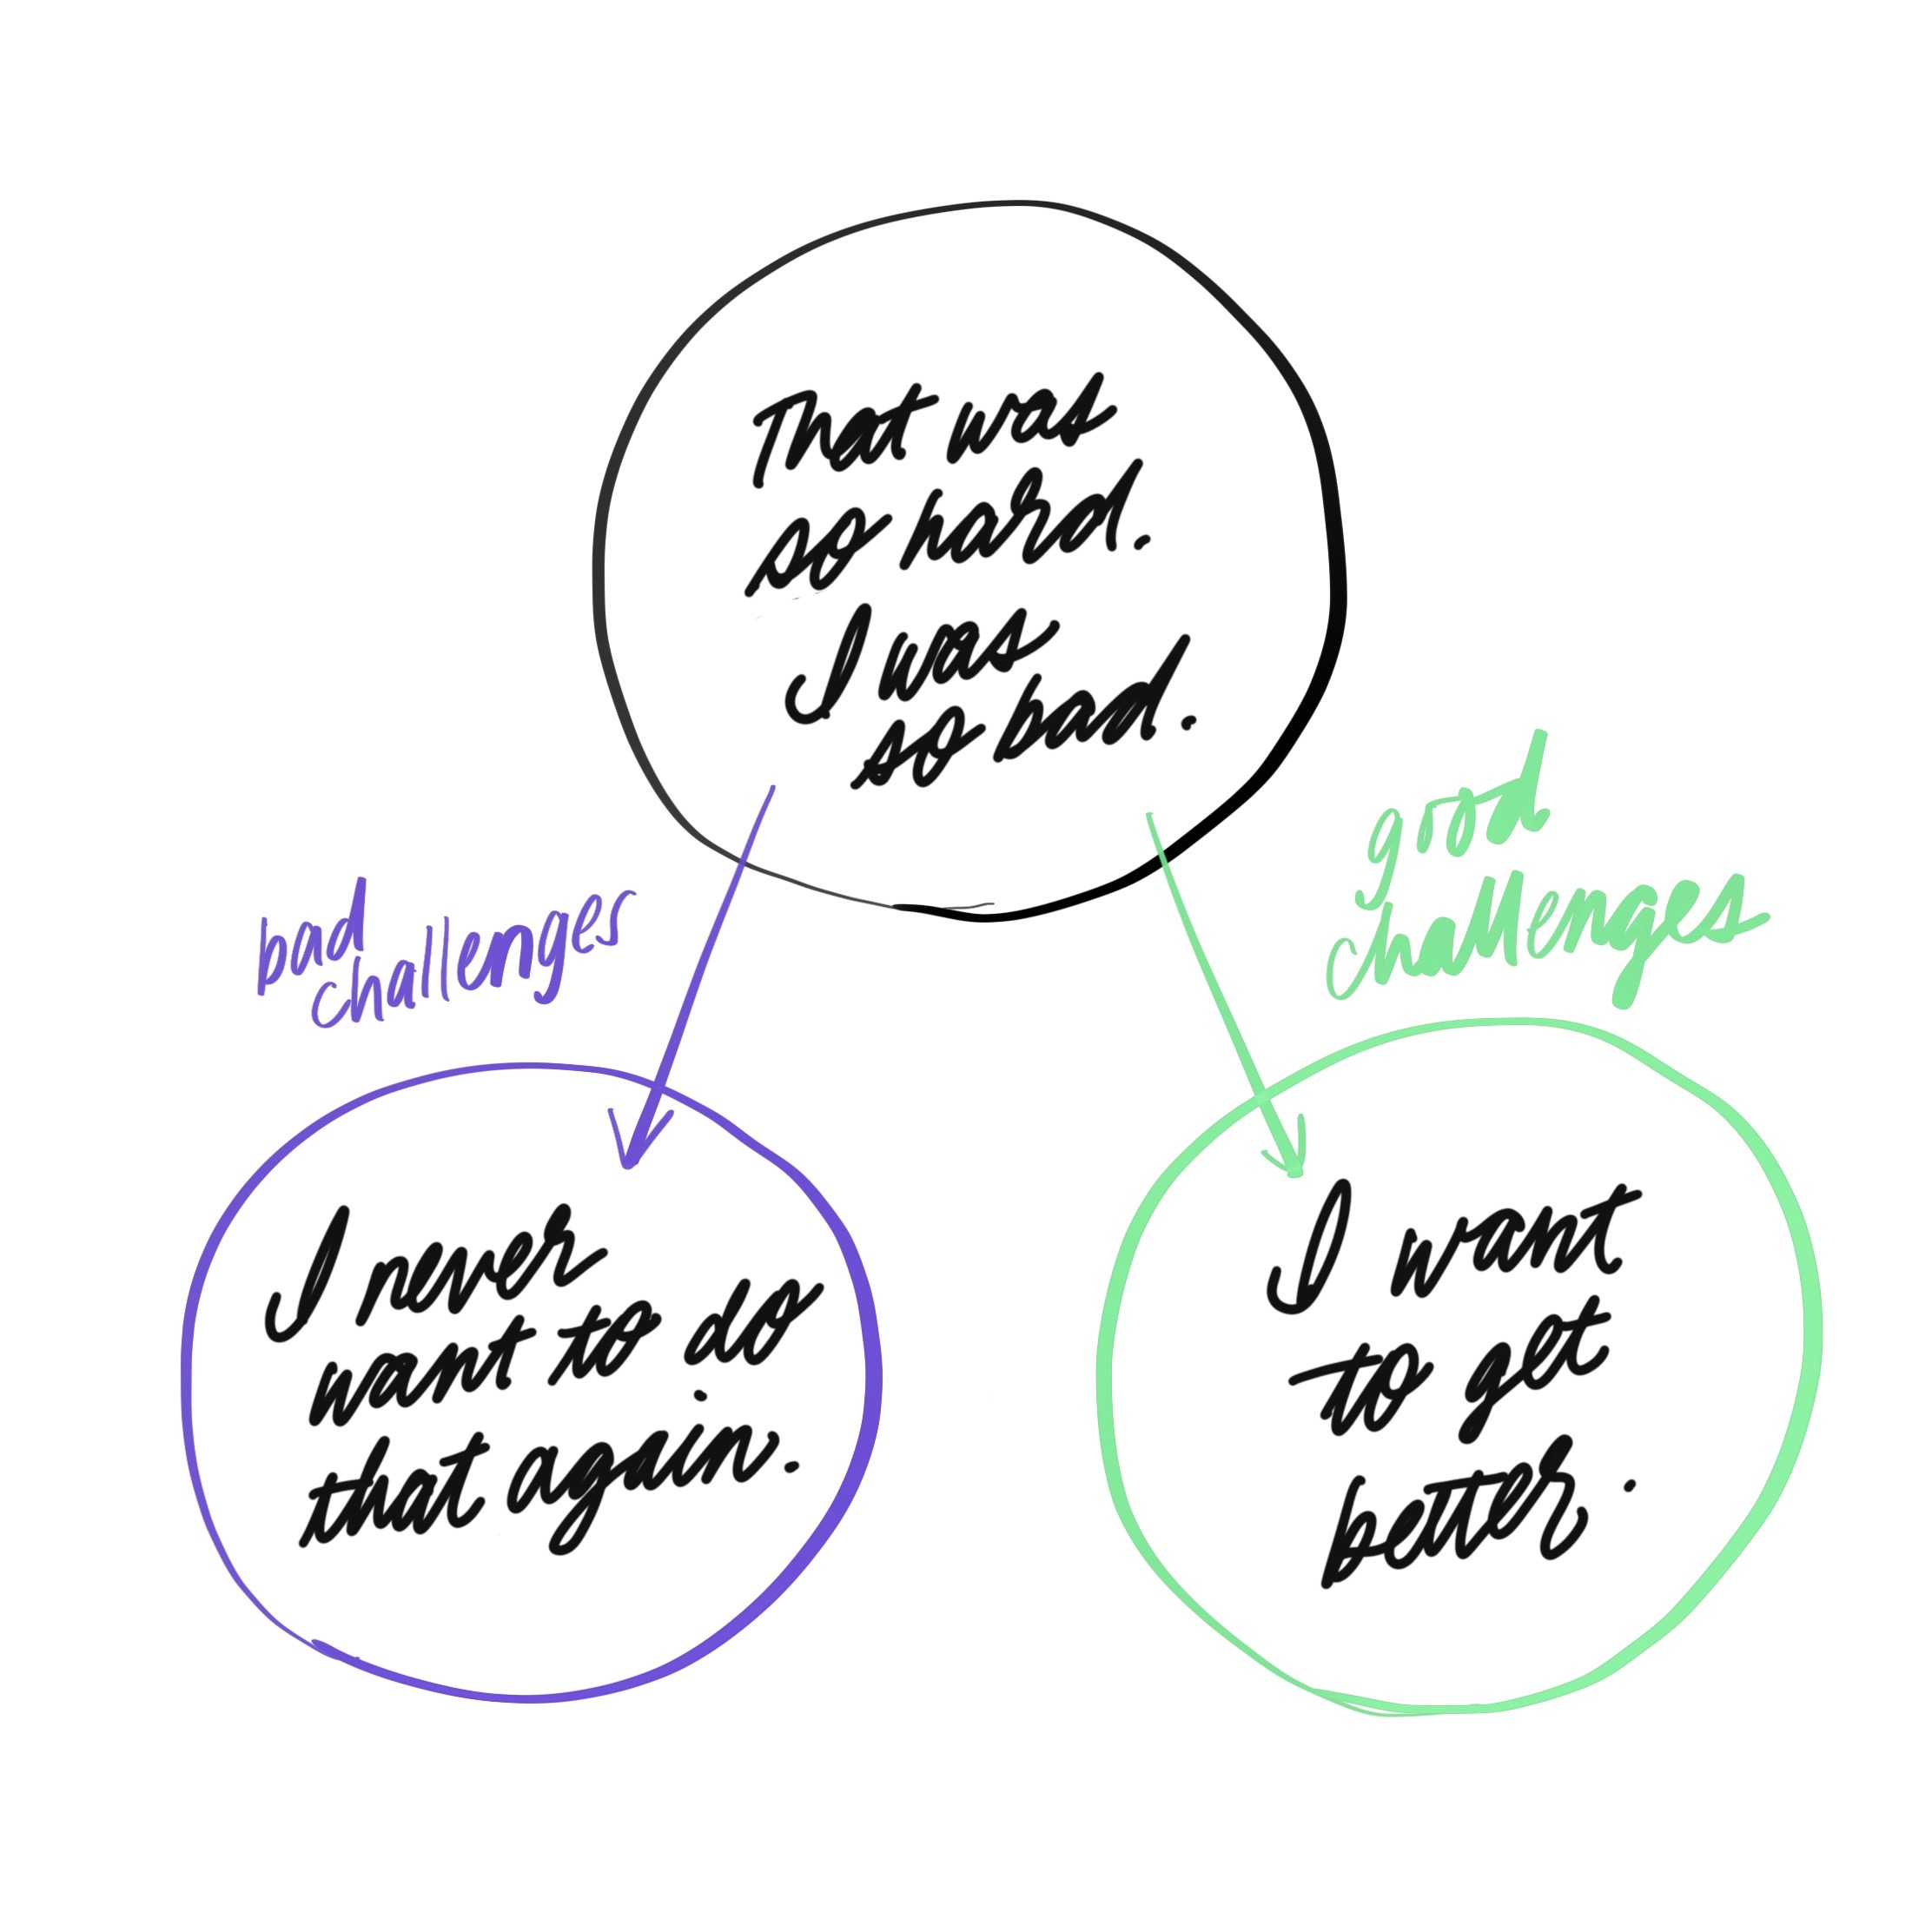 That was
so hard.
I was
so bad.
bad
challenges
good
challenges
I never
want to do
that again.
I want
to get
better.